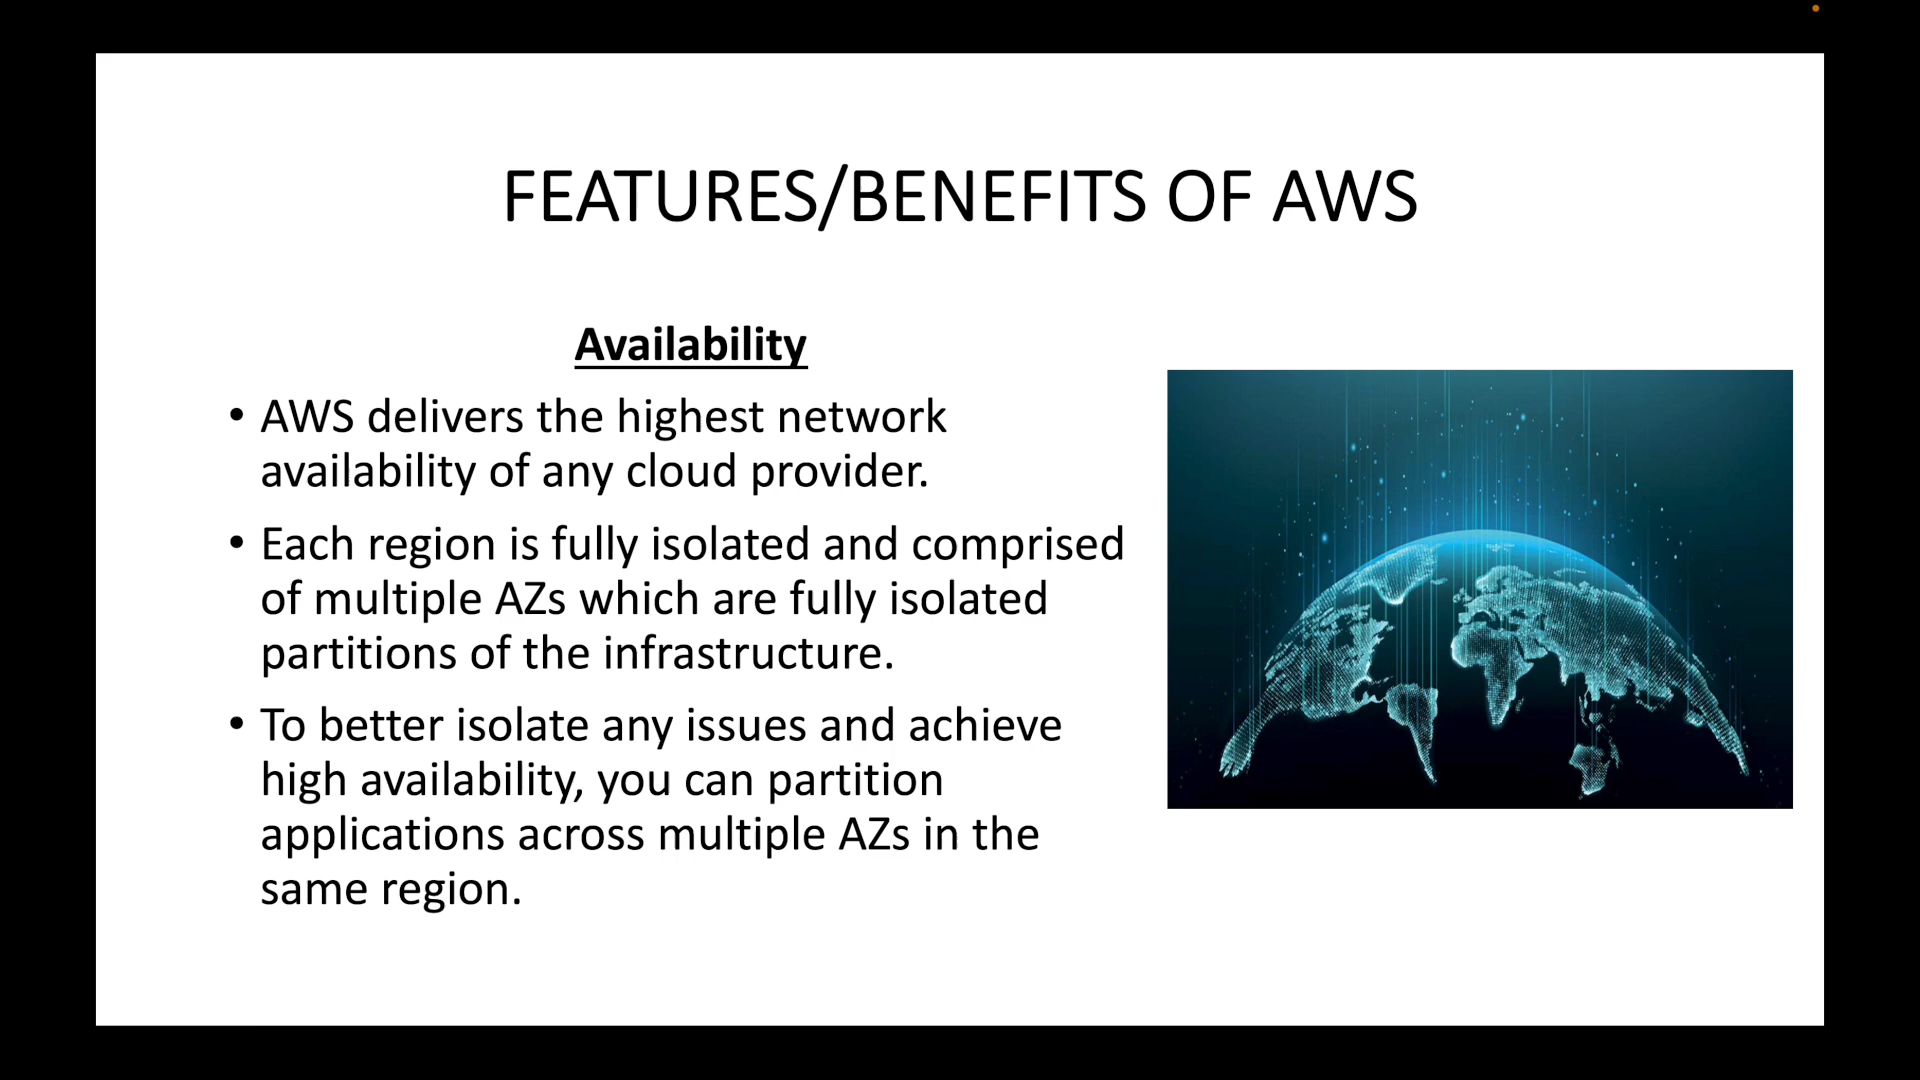 FEATURES/BENEFITS OF AWS
Availability
• AWS delivers the highest network
availability of any cloud provider.
• Each region is fully isolated and comprised
of multiple AZs which are fully isolated
partitions of the infrastructure.
• To better isolate any issues and achieve
high availability, you can partition
applications across multiple AZs in the
same region.